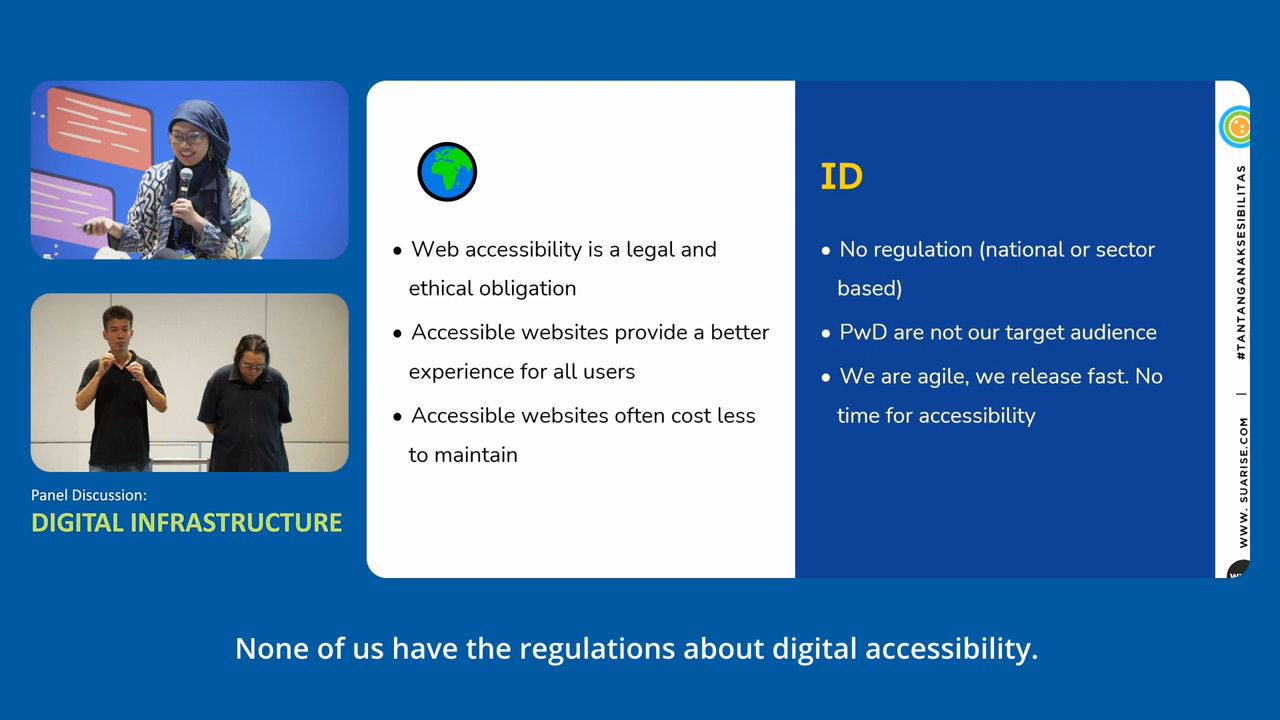 Panel Discussion:
DIGITAL INFRASTRUCTURE
• Web accessibility is a legal and
ethical obligation
• Accessible websites provide a better
experience for all users
• Accessible websites often cost less
to maintain
ID
• No regulation (national or sector
based)
• PwD are not our target audience
• We are agile, we release fast. No
time for accessibility
WWW. SUARISE.COM | #TANTANGANAKSESIBILITAS
None of us have the regulations about digital accessibility.